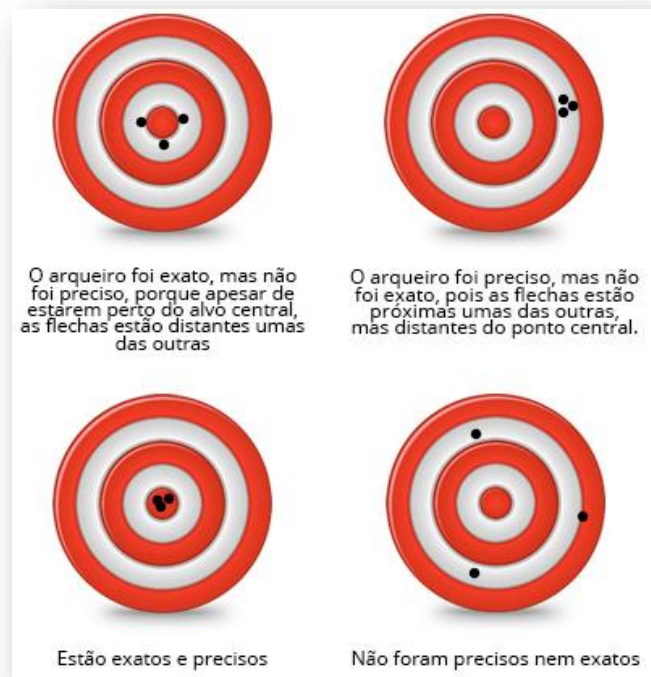 O arqueiro foi exato, mas não
foi preciso, porque apesar de
estarem perto do alvo central,
as flechas estão distantes umas
das outras
O arqueiro foi preciso, mas não
foi exato, pois as flechas estão
próximas umas das outras,
mas distantes do ponto central.
Estão exatos e precisos
Não foram precisos nem exatos